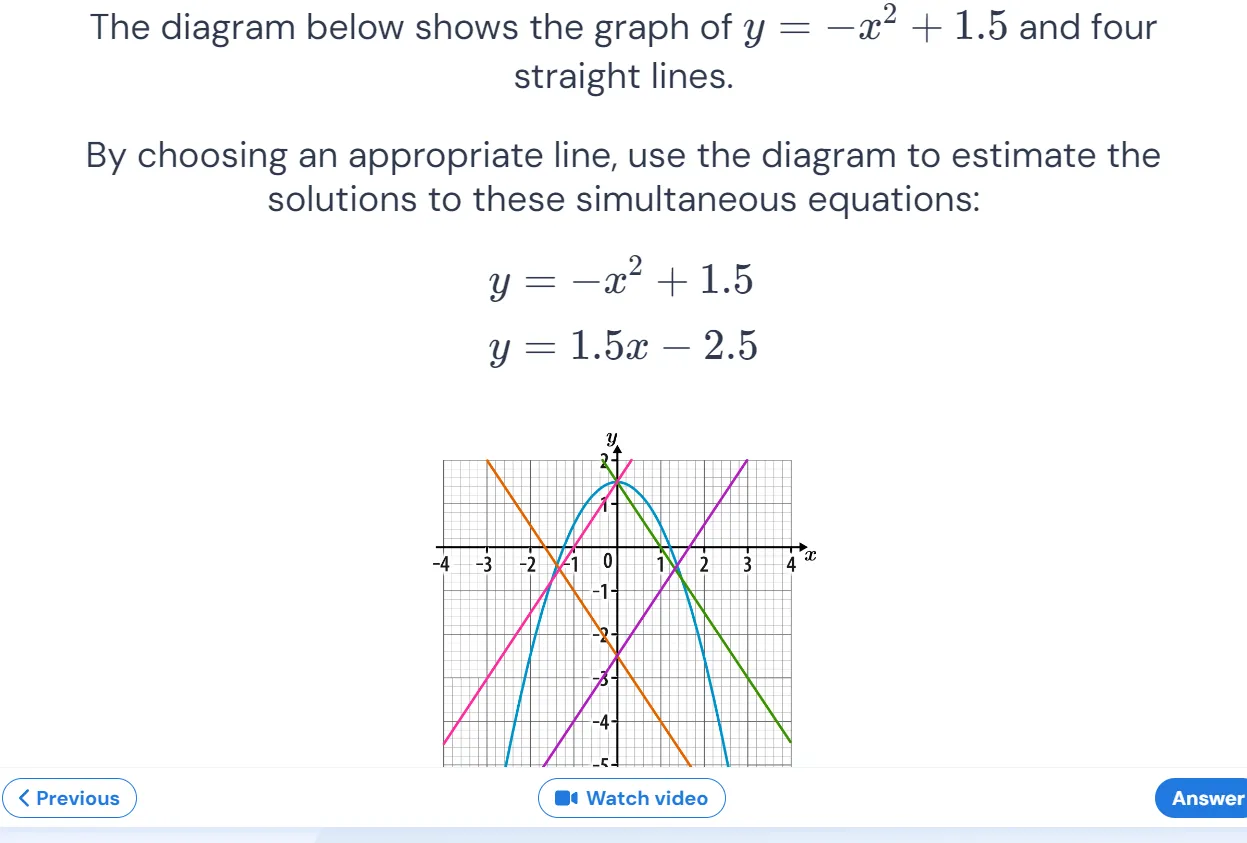 The diagram below shows the graph of y = −x² + 1.5 and four
straight lines.
By choosing an appropriate line, use the diagram to estimate the
solutions to these simultaneous equations:
y = −x² + 1.5
y = 1.5x − 2.5
y
2
1
-4 -3 -2 -1 0 1 2 3 4 x
-1
-2
-3
-4
-5
Previous Watch video Answer